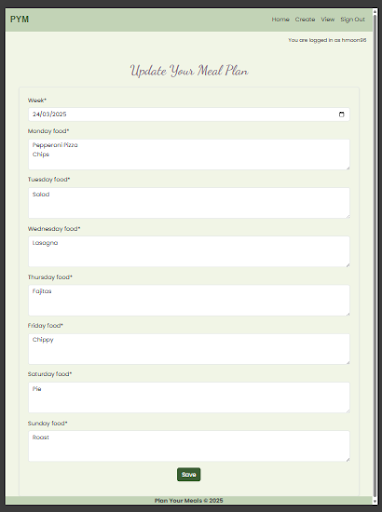 PYM
Home Create View Sign Out
You are logged in as hmoon96
Update Your Meal Plan
Week*
24/03/2025
Monday food*
Pepperoni Pizza
Chips
Tuesday food*
Salad
Wednesday food*
Lasagna
Thursday food*
Fajitas
Friday food*
Chippy
Saturday food*
Pie
Sunday food*
Roast
Save
Plan Your Meals © 2025